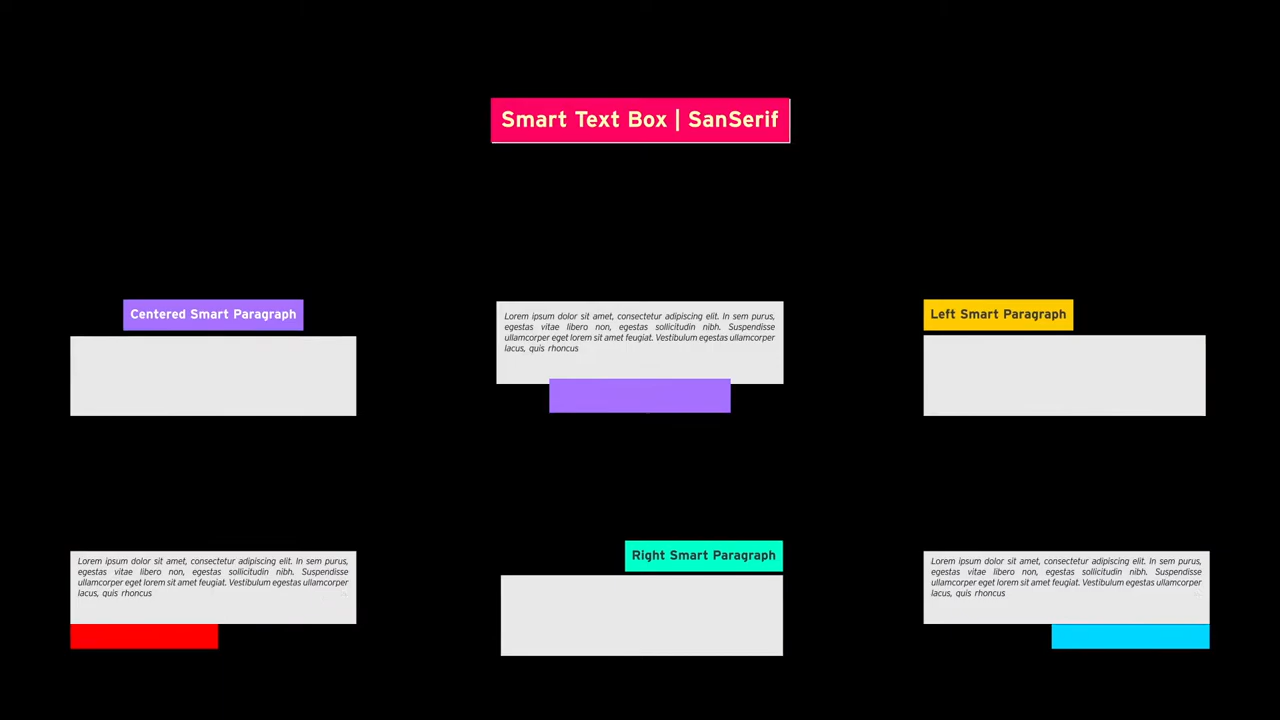 Smart Text Box | SanSerif
Centered Smart Paragraph
Lorem ipsum dolor sit amet, consectetur adipiscing elit. In sem purus,
egestas vitae libero non, egestas sollicitudin nibh. Suspendisse
ullamcorper eget lorem sit amet feugiat. Vestibulum egestas ullamcorper
lacus, quis rhoncus
Left Smart Paragraph
Lorem ipsum dolor sit amet, consectetur adipiscing elit. In sem purus,
egestas vitae libero non, egestas sollicitudin nibh. Suspendisse
ullamcorper eget lorem sit amet feugiat. Vestibulum egestas ullamcorper
lacus, quis rhoncus
Right Smart Paragraph
Lorem ipsum dolor sit amet, consectetur adipiscing elit. In sem purus,
egestas vitae libero non, egestas sollicitudin nibh. Suspendisse
ullamcorper eget lorem sit amet feugiat. Vestibulum egestas ullamcorper
lacus, quis rhoncus